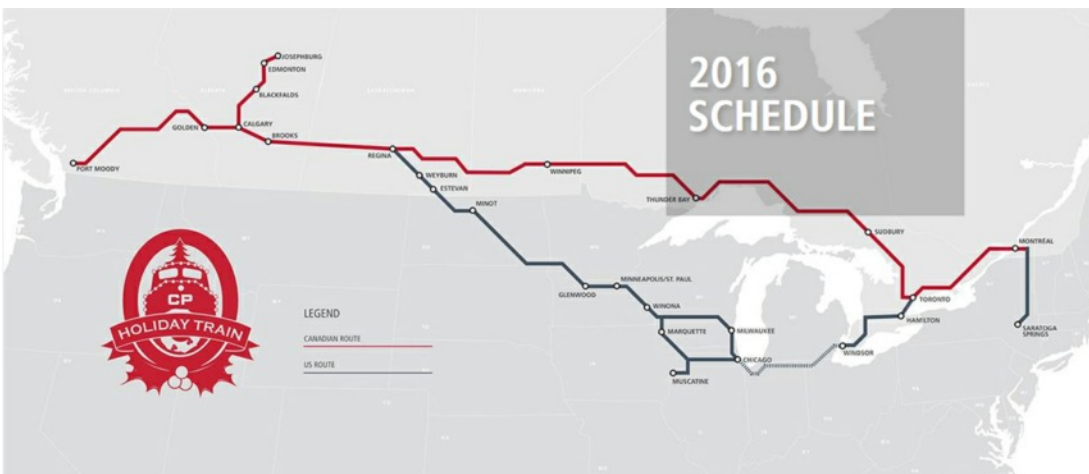 2016
SCHEDULE
JOSEPHBURG
EDMONTON
BLACKFALDS
GOLDEN
CALGARY
BROOKS
PORT MOODY
REGINA
WEYBURN
ESTEVAN
MINOT
WINNIPEG
THUNDER BAY
SUDBURY
MONTRÉAL
TORONTO
HAMILTON
SARATOGA
SPRINGS
MINNEAPOLIS/ST. PAUL
GLENWOOD
WINONA
MARQUETTE
MILWAUKEE
CHICAGO
WINDSOR
MUSCATINE
CP
HOLIDAY TRAIN
LEGEND
CANADIAN ROUTE
US ROUTE